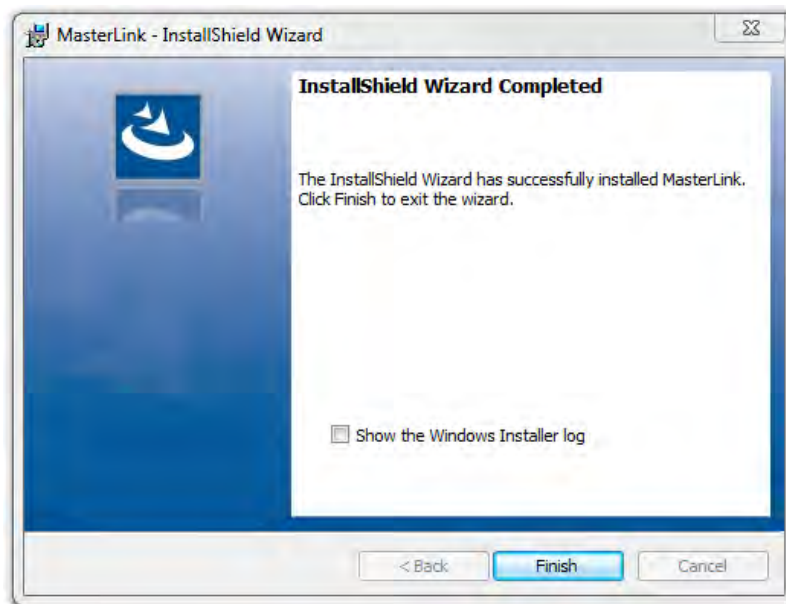 MasterLink - InstallShield Wizard
InstallShield Wizard Completed
The InstallShield Wizard has successfully installed MasterLink.
Click Finish to exit the wizard.
Show the Windows Installer log
< Back
Finish
Cancel